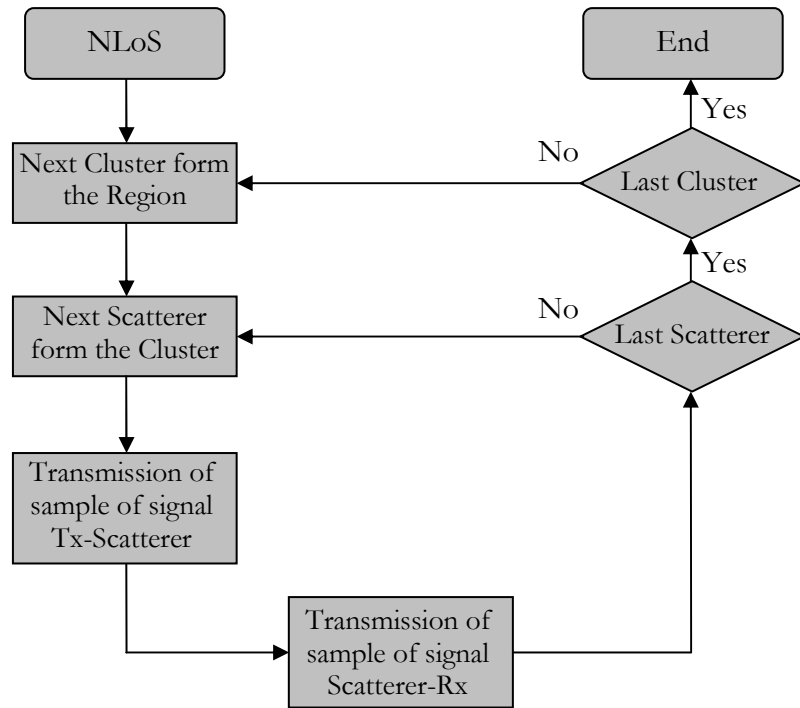 NLoS
End
Yes
Next Cluster form
the Region
No
Last Cluster
Yes
Next Scatterer
form the Cluster
No
Last Scatterer
Transmission of
sample of signal
Tx-Scatterer
Transmission of
sample of signal
Scatterer-Rx